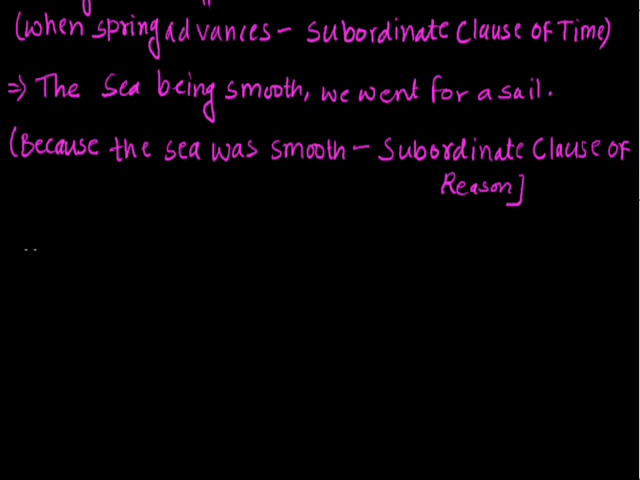 (when spring advances - Subordinate Clause of Time)
⇒ The Sea being smooth, we went for a sail.
(Because the sea was smooth - Subordinate Clause of
Reason]